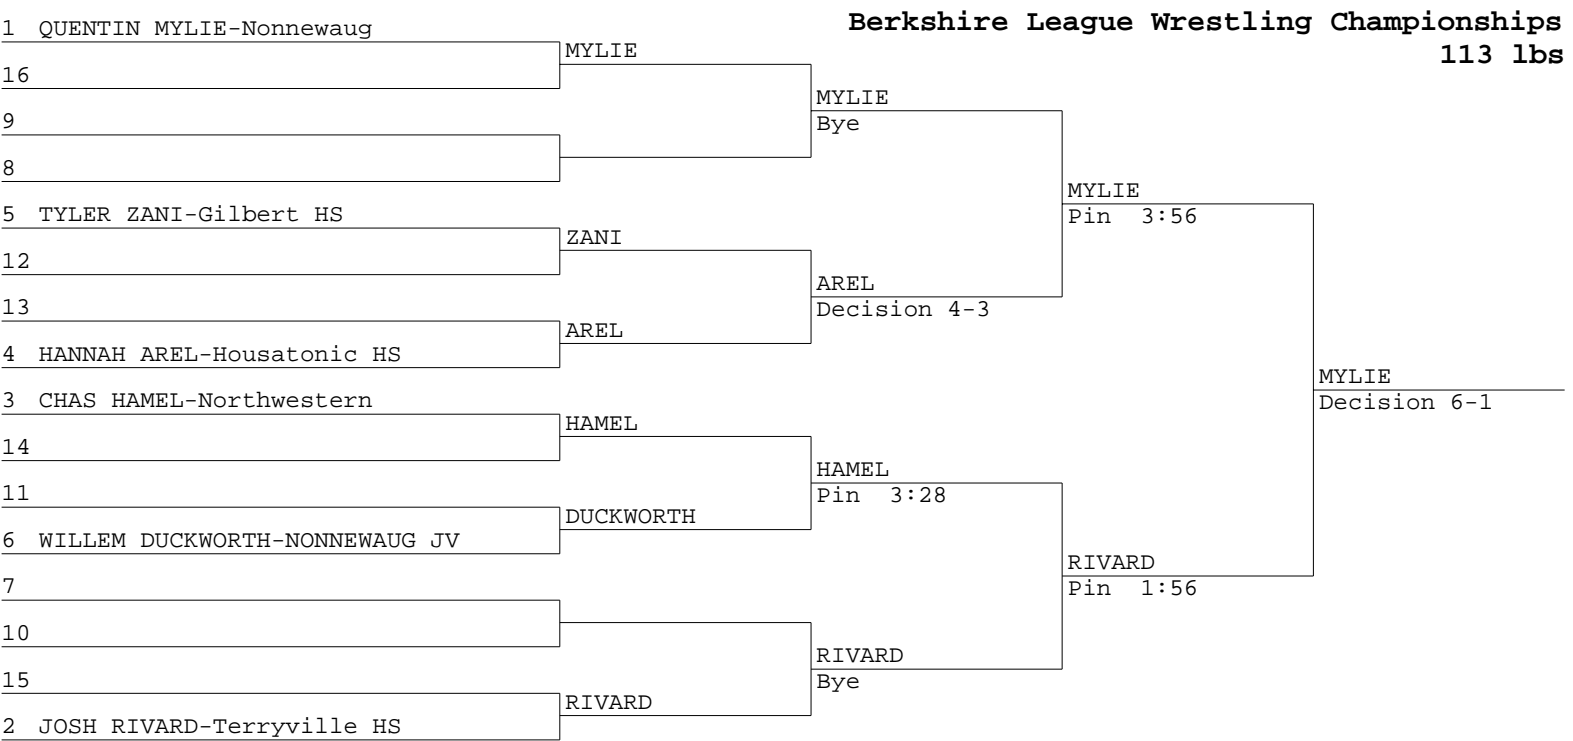 Berkshire League Wrestling Championships
113 lbs
1 QUENTIN MYLIE-Nonnewaug
16
9
8
5 TYLER ZANI-Gilbert HS
12
13
4 HANNAH AREL-Housatonic HS
3 CHAS HAMEL-Northwestern
14
11
6 WILLEM DUCKWORTH-NONNEWAUG JV
7
10
15
2 JOSH RIVARD-Terryville HS
MYLIE
ZANI
AREL
HAMEL
DUCKWORTH
RIVARD
MYLIE
Bye
AREL
Decision 4-3
HAMEL
Pin 3:28
RIVARD
Bye
MYLIE
Pin 3:56
RIVARD
Pin 1:56
MYLIE
Decision 6-1